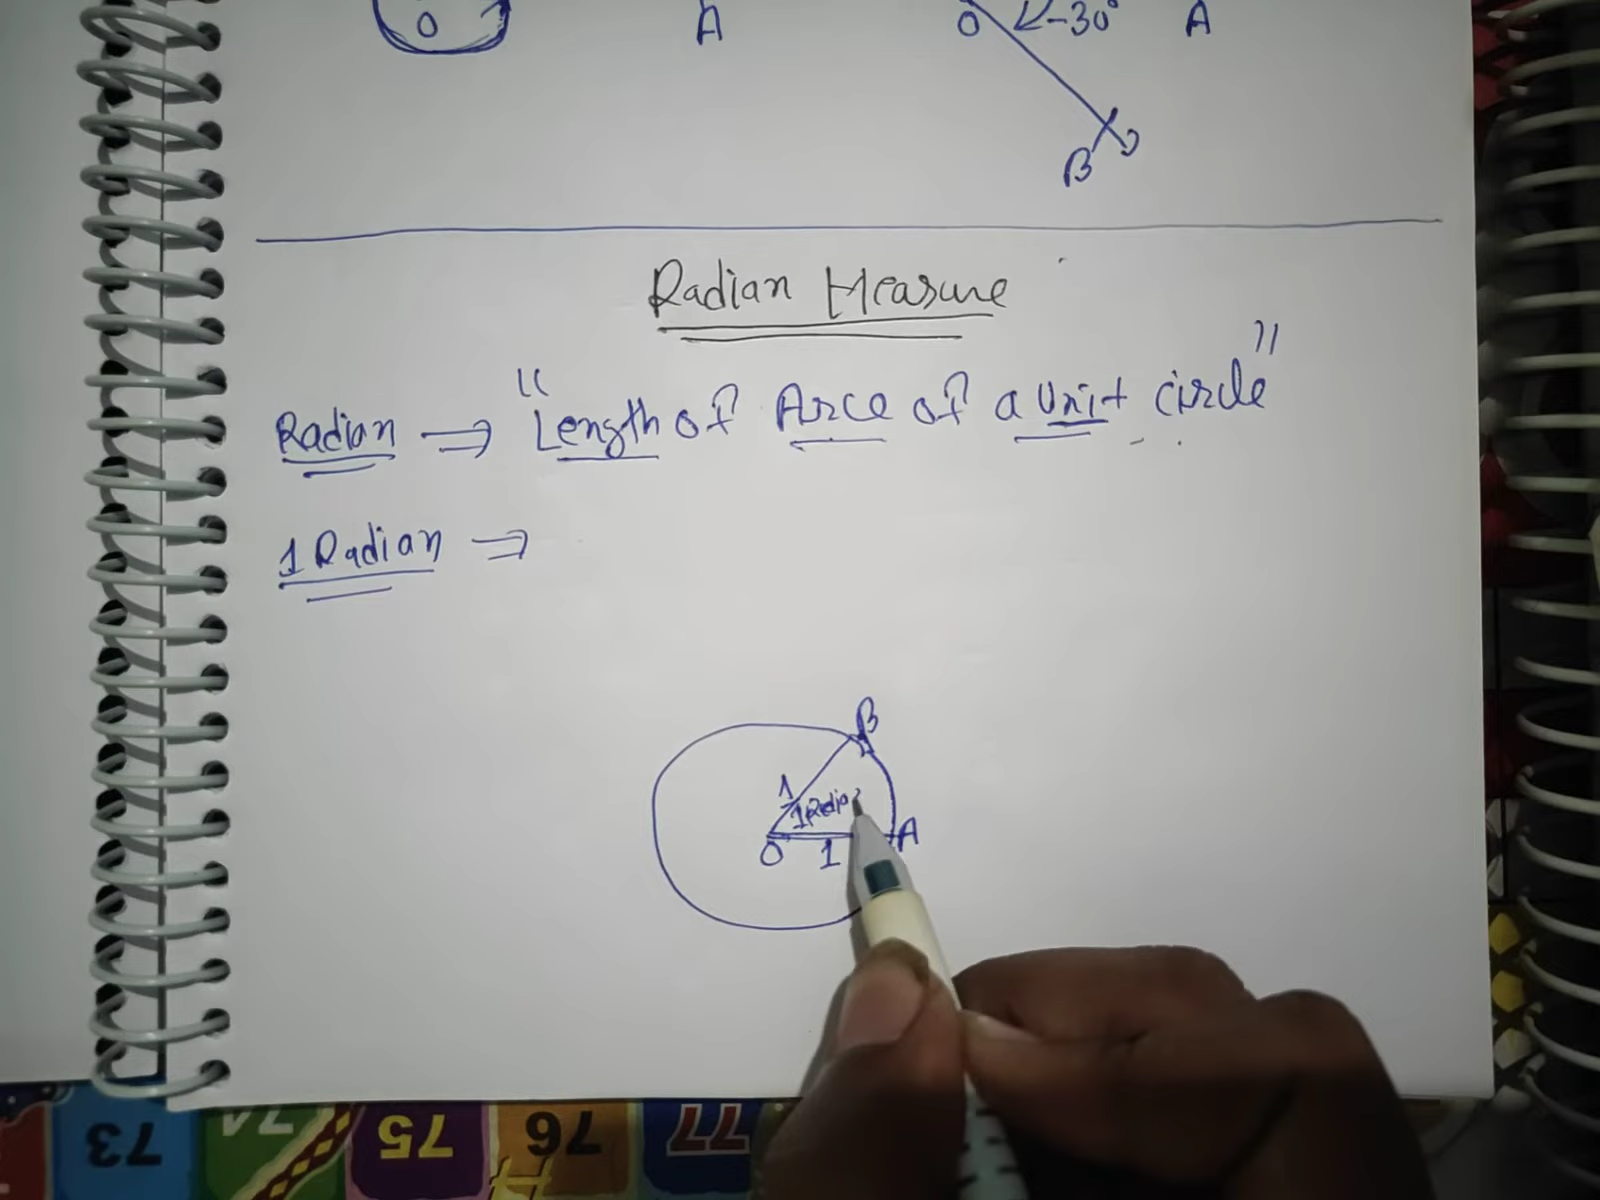 O A O -30° A
B
Radian Measure
Radian ⇒ "Length of Arce of a Unit circle"
1 Radian ⇒
B
1
1 Radian
O 1 A
73 74 75 76 77